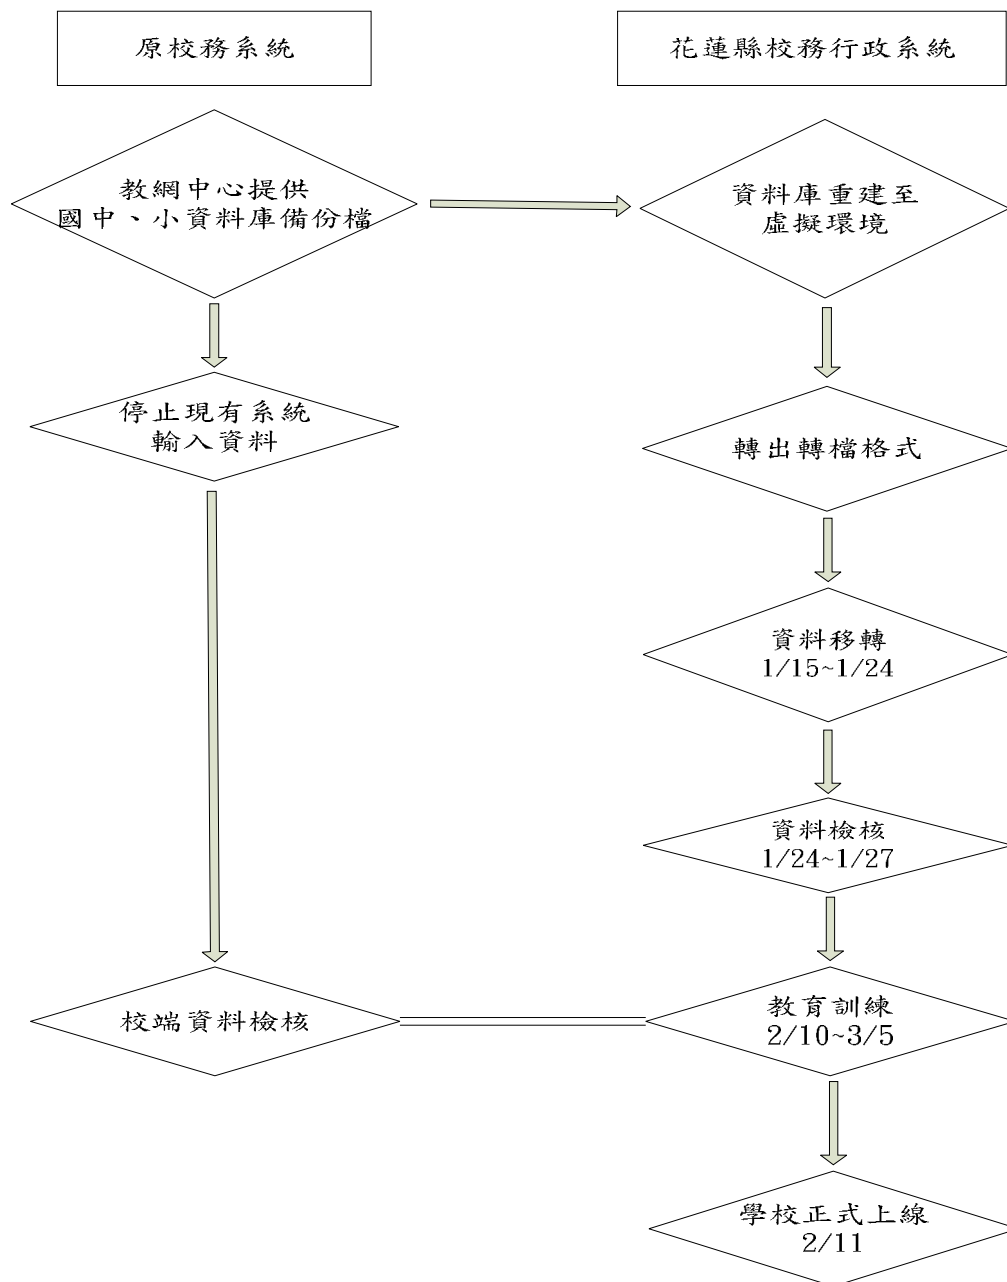 原校務系統
花蓮縣校務行政系統
教網中心提供
國中、小資料庫備份檔
資料庫重建至
虛擬環境
停止現有系統
輸入資料
轉出轉檔格式
資料移轉
1/15~1/24
資料檢核
1/24~1/27
校端資料檢核
教育訓練
2/10~3/5
學校正式上線
2/11